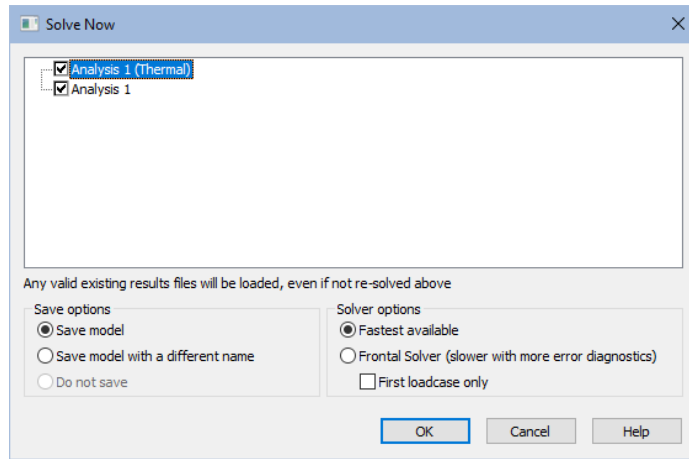 Solve Now
Analysis 1 (Thermal)
Analysis 1
Any valid existing results files will be loaded, even if not re-solved above
Save options
Save model
Save model with a different name
Do not save
Solver options
Fastest available
Frontal Solver (slower with more error diagnostics)
First loadcase only
OK
Cancel
Help